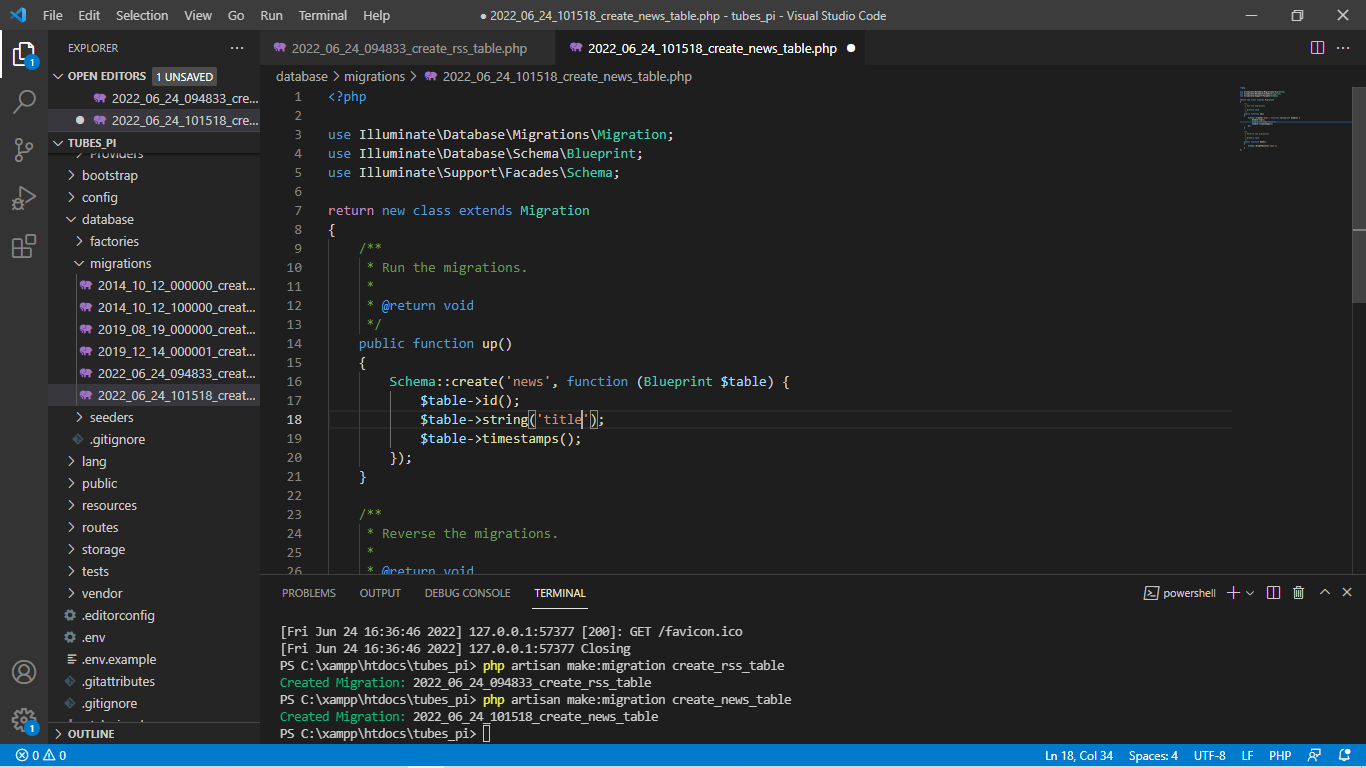 File Edit Selection View Go Run Terminal Help
● 2022_06_24_101518_create_news_table.php - tubes_pi - Visual Studio Code
EXPLORER
OPEN EDITORS 1 UNSAVED
2022_06_24_094833_cre...
2022_06_24_101518_cre...
TUBES_PI
Providers
bootstrap
config
database
factories
migrations
2014_10_12_000000_creat...
2014_10_12_100000_creat...
2019_08_19_000000_creat...
2019_12_14_000001_creat...
2022_06_24_094833_creat...
2022_06_24_101518_creat...
seeders
.gitignore
lang
public
resources
routes
storage
tests
vendor
.editorconfig
.env
.env.example
.gitattributes
.gitignore
OUTLINE
1
1
2022_06_24_094833_create_rss_table.php
2022_06_24_101518_create_news_table.php ●
database > migrations > 2022_06_24_101518_create_news_table.php
1 <?php
2
3 use Illuminate\Database\Migrations\Migration;
4 use Illuminate\Database\Schema\Blueprint;
5 use Illuminate\Support\Facades\Schema;
6
7 return new class extends Migration
8 {
9 /**
10 * Run the migrations.
11 *
12 * @return void
13 */
14 public function up()
15 {
16 Schema::create('news', function (Blueprint $table) {
17 $table->id();
18 $table->string('title');
19 $table->timestamps();
20 });
21 }
22
23 /**
24 * Reverse the migrations.
25 *
26 * @return void
PROBLEMS OUTPUT DEBUG CONSOLE TERMINAL
powershell
[Fri Jun 24 16:36:46 2022] 127.0.0.1:57377 [200]: GET /favicon.ico
[Fri Jun 24 16:36:46 2022] 127.0.0.1:57377 Closing
PS C:\xampp\htdocs\tubes_pi> php artisan make:migration create_rss_table
Created Migration: 2022_06_24_094833_create_rss_table
PS C:\xampp\htdocs\tubes_pi> php artisan make:migration create_news_table
Created Migration: 2022_06_24_101518_create_news_table
PS C:\xampp\htdocs\tubes_pi>
0 0
Ln 18, Col 34 Spaces: 4 UTF-8 LF PHP